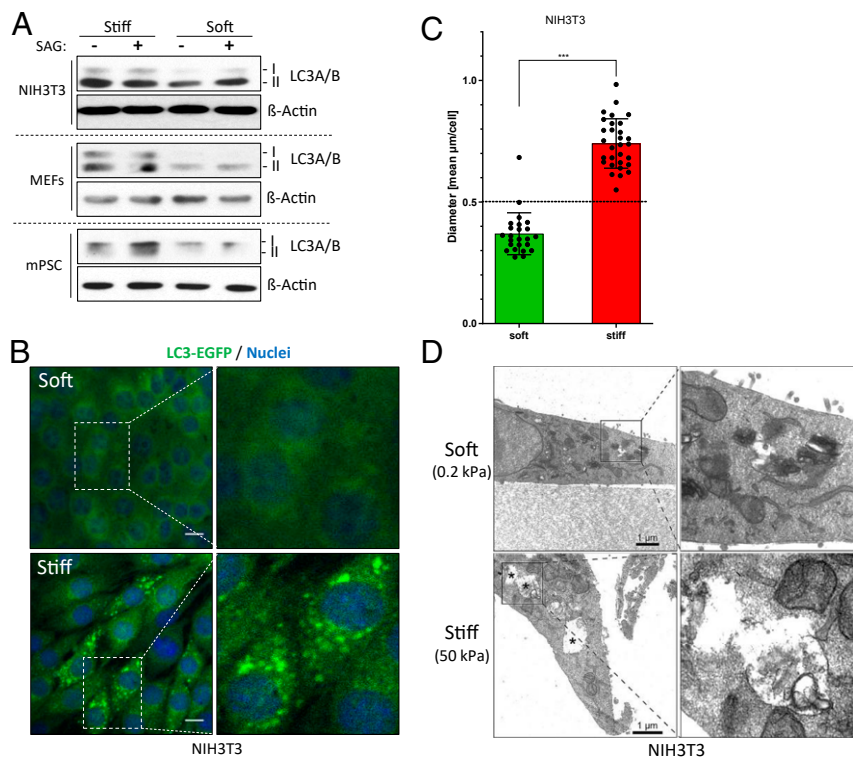 A
Stiff Soft
SAG: - + - +
NIH3T3
- I
- II
LC3A/B
ß-Actin
MEFs
- I
- II
LC3A/B
ß-Actin
mPSC
- I
- II
LC3A/B
ß-Actin
B
LC3-EGFP / Nuclei
Soft
Stiff
NIH3T3
C
NIH3T3
***
Diameter [mean µm/cell]
1.0
0.5
0.0
soft stiff
D
Soft
(0.2 kPa)
1 µm
Stiff
(50 kPa)
* *
*
1 µm
NIH3T3